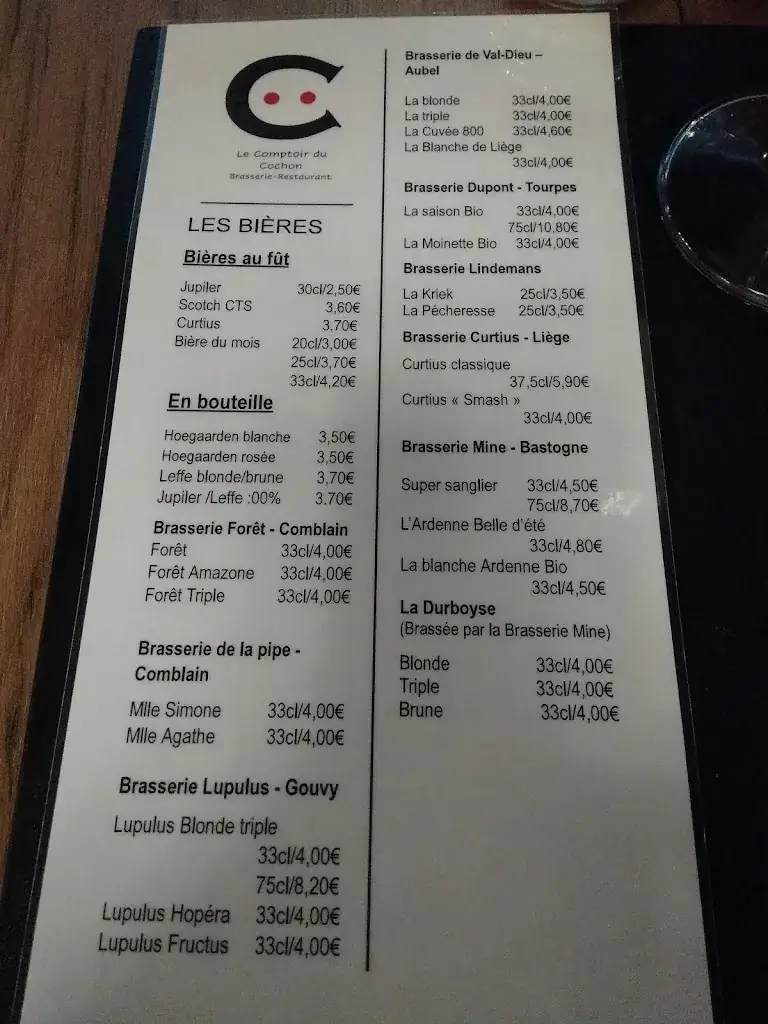 Le Comptoir du
Cochon
Brasserie-Restaurant
LES BIÈRES
Bières au fût
Jupiler 30cl/2,50€
Scotch CTS 3,60€
Curtius 3,70€
Bière du mois 20cl/3,00€
25cl/3,70€
33cl/4,20€
En bouteille
Hoegaarden blanche 3,50€
Hoegaarden rosée 3,50€
Leffe blonde/brune 3,70€
Jupiler /Leffe :00% 3.70€
Brasserie Forêt - Comblain
Forêt 33cl/4,00€
Forêt Amazone 33cl/4,00€
Forêt Triple 33cl/4,00€
Brasserie de la pipe -
Comblain
Mlle Simone 33cl/4,00€
Mlle Agathe 33cl/4,00€
Brasserie Lupulus - Gouvy
Lupulus Blonde triple
33cl/4,00€
75cl/8,20€
Lupulus Hopéra 33cl/4,00€
Lupulus Fructus 33cl/4,00€
Brasserie de Val-Dieu –
Aubel
La blonde 33cl/4,00€
La triple 33cl/4,00€
La Cuvée 800 33cl/4,60€
La Blanche de Liège
33cl/4,00€
Brasserie Dupont - Tourpes
La saison Bio 33cl/4,00€
75cl/10,80€
La Moinette Bio 33cl/4,00€
Brasserie Lindemans
La Kriek 25cl/3,50€
La Pécheresse 25cl/3,50€
Brasserie Curtius - Liège
Curtius classique
37,5cl/5,90€
Curtius « Smash »
33cl/4,00€
Brasserie Mine - Bastogne
Super sanglier 33cl/4,50€
75cl/8,70€
L'Ardenne Belle d'été
33cl/4,80€
La blanche Ardenne Bio
33cl/4,50€
La Durboyse
(Brassée par la Brasserie Mine)
Blonde 33cl/4,00€
Triple 33cl/4,00€
Brune 33cl/4,00€